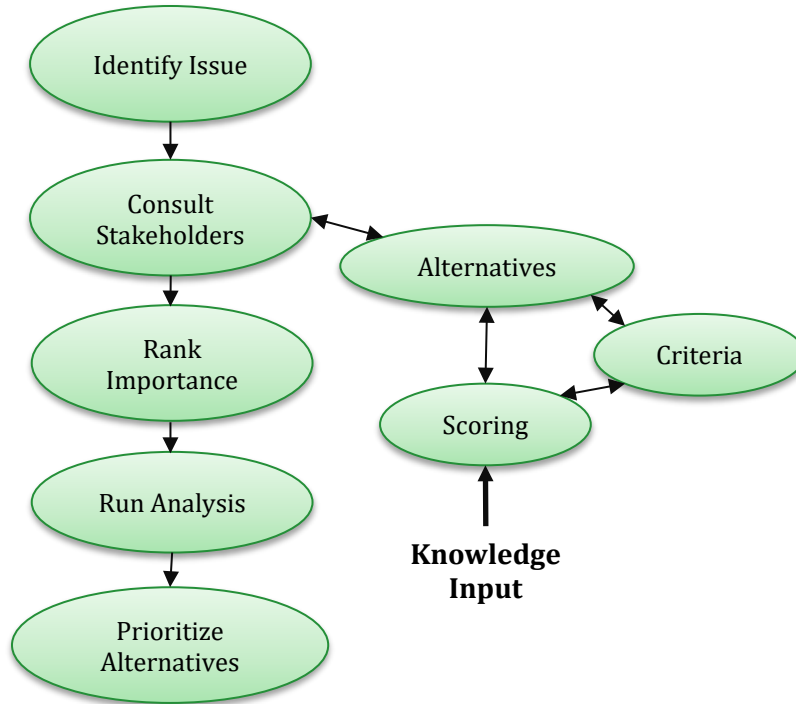 Identify Issue
Consult
Stakeholders
Alternatives
Rank
Importance
Criteria
Scoring
Run Analysis
Knowledge
Input
Prioritize
Alternatives